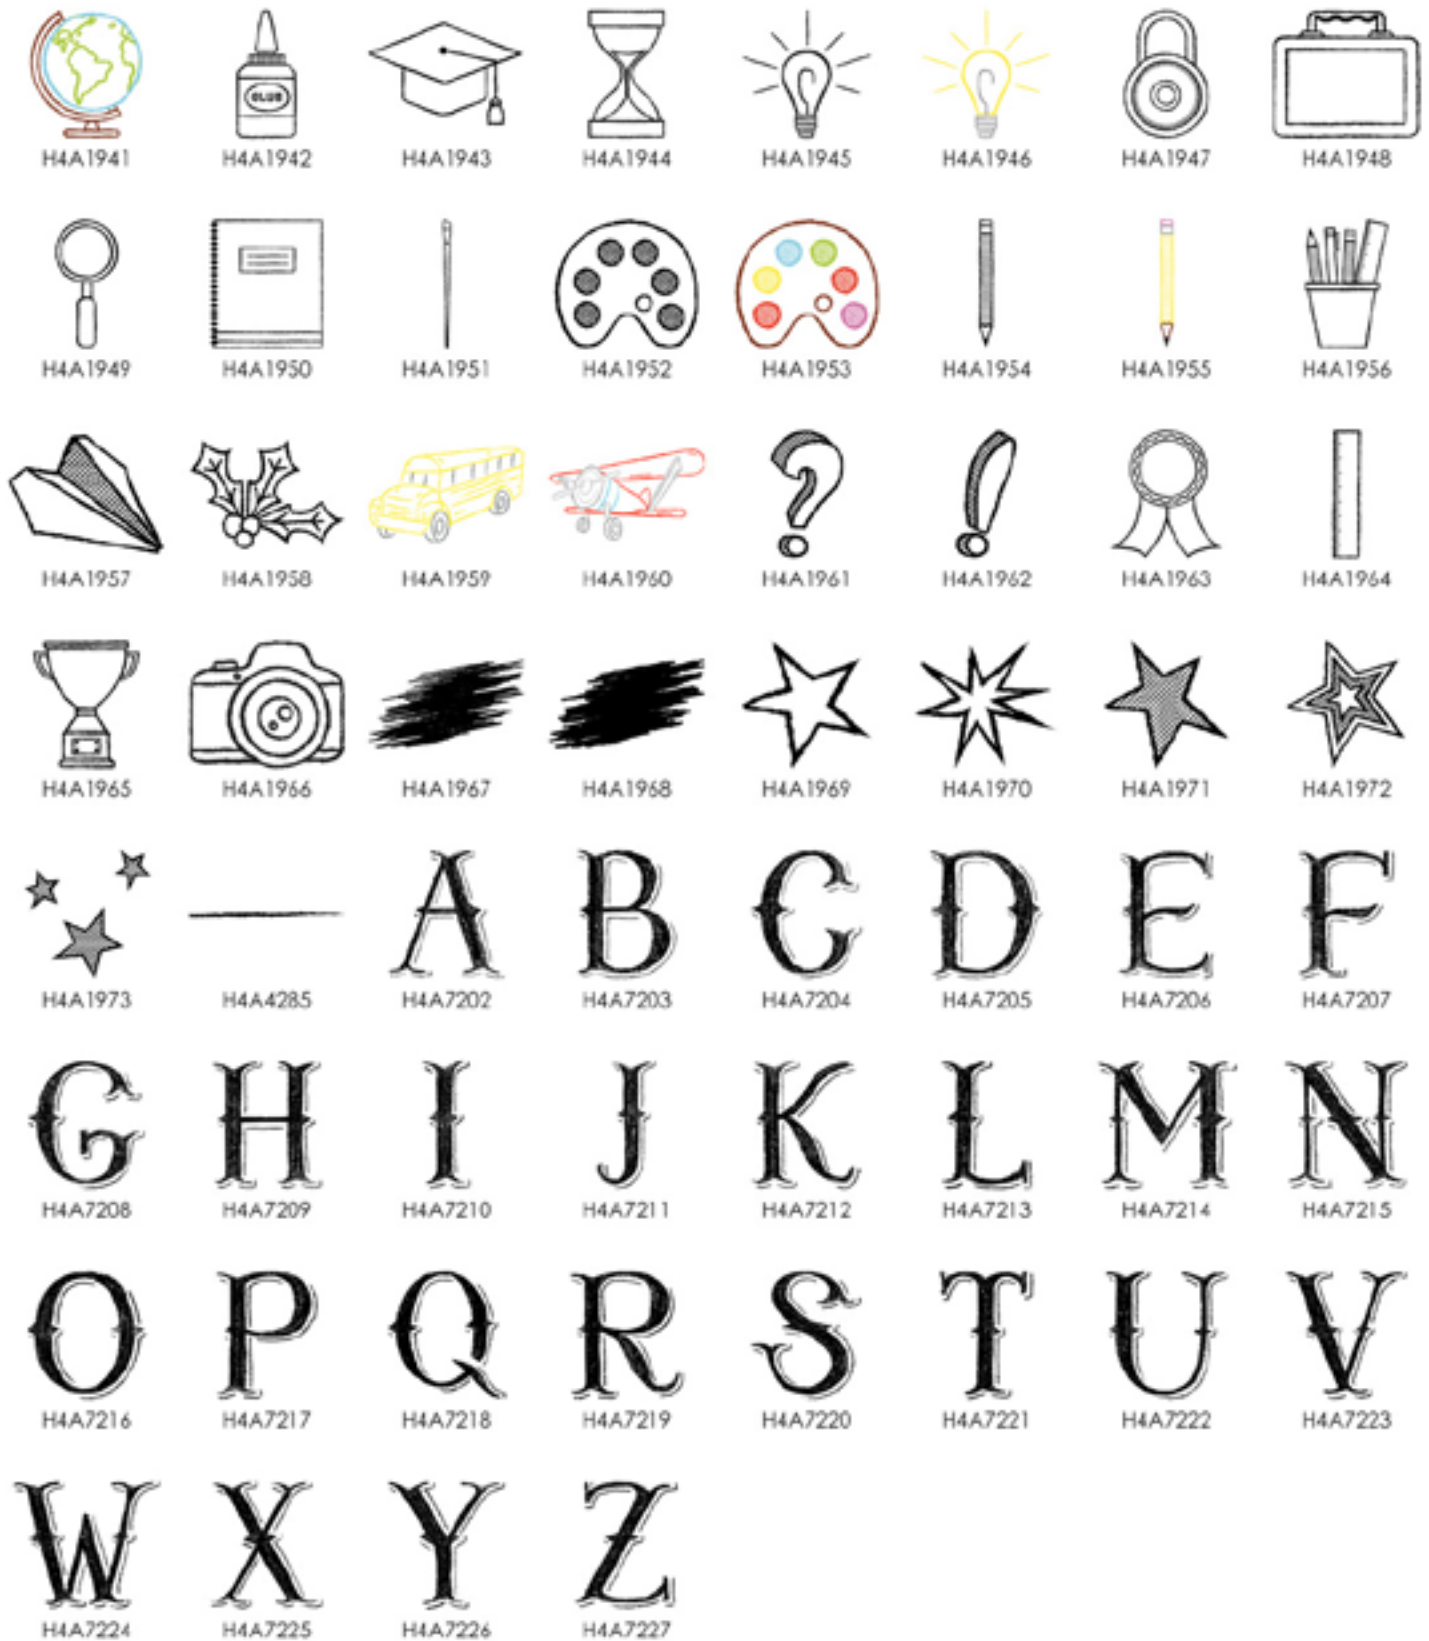 GLUE
H4A1941 H4A1942 H4A1943 H4A1944 H4A1945 H4A1946 H4A1947 H4A1948
H4A1949 H4A1950 H4A1951 H4A1952 H4A1953 H4A1954 H4A1955 H4A1956
H4A1957 H4A1958 H4A1959 H4A1960 H4A1961 H4A1962 H4A1963 H4A1964
? !
H4A1965 H4A1966 H4A1967 H4A1968 H4A1969 H4A1970 H4A1971 H4A1972
A B C D E F
H4A1973 H4A4285 H4A7202 H4A7203 H4A7204 H4A7205 H4A7206 H4A7207
G H I J K L M N
H4A7208 H4A7209 H4A7210 H4A7211 H4A7212 H4A7213 H4A7214 H4A7215
O P Q R S T U V
H4A7216 H4A7217 H4A7218 H4A7219 H4A7220 H4A7221 H4A7222 H4A7223
W X Y Z
H4A7224 H4A7225 H4A7226 H4A7227